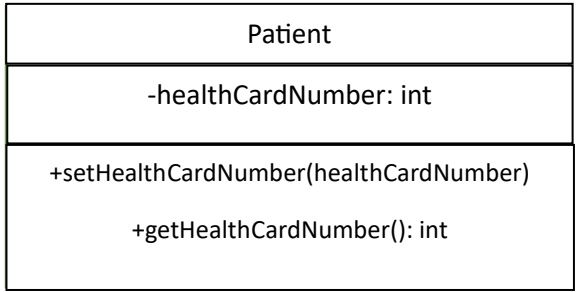 Patient
-healthCardNumber: int
+setHealthCardNumber(healthCardNumber)
+getHealthCardNumber(): int